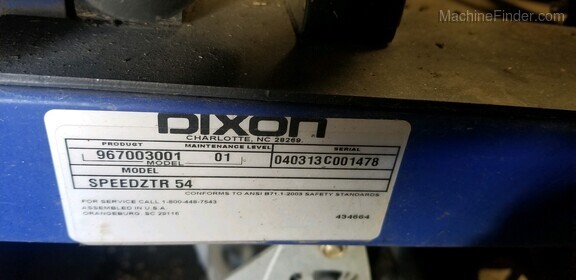 MachineFinder.com
DIXON
CHARLOTTE, NC 28269
PRODUCT MAINTENANCE LEVEL SERIAL
967003001 01 040313C001478
MODEL
MODEL
SPEEDZTR 54
CONFORMS TO ANSI B71.1-2003 SAFETY STANDARDS
FOR SERVICE CALL 1-800-448-7543
ASSEMBLED IN U.S.A.
ORANGEBURG, SC 29116
434664